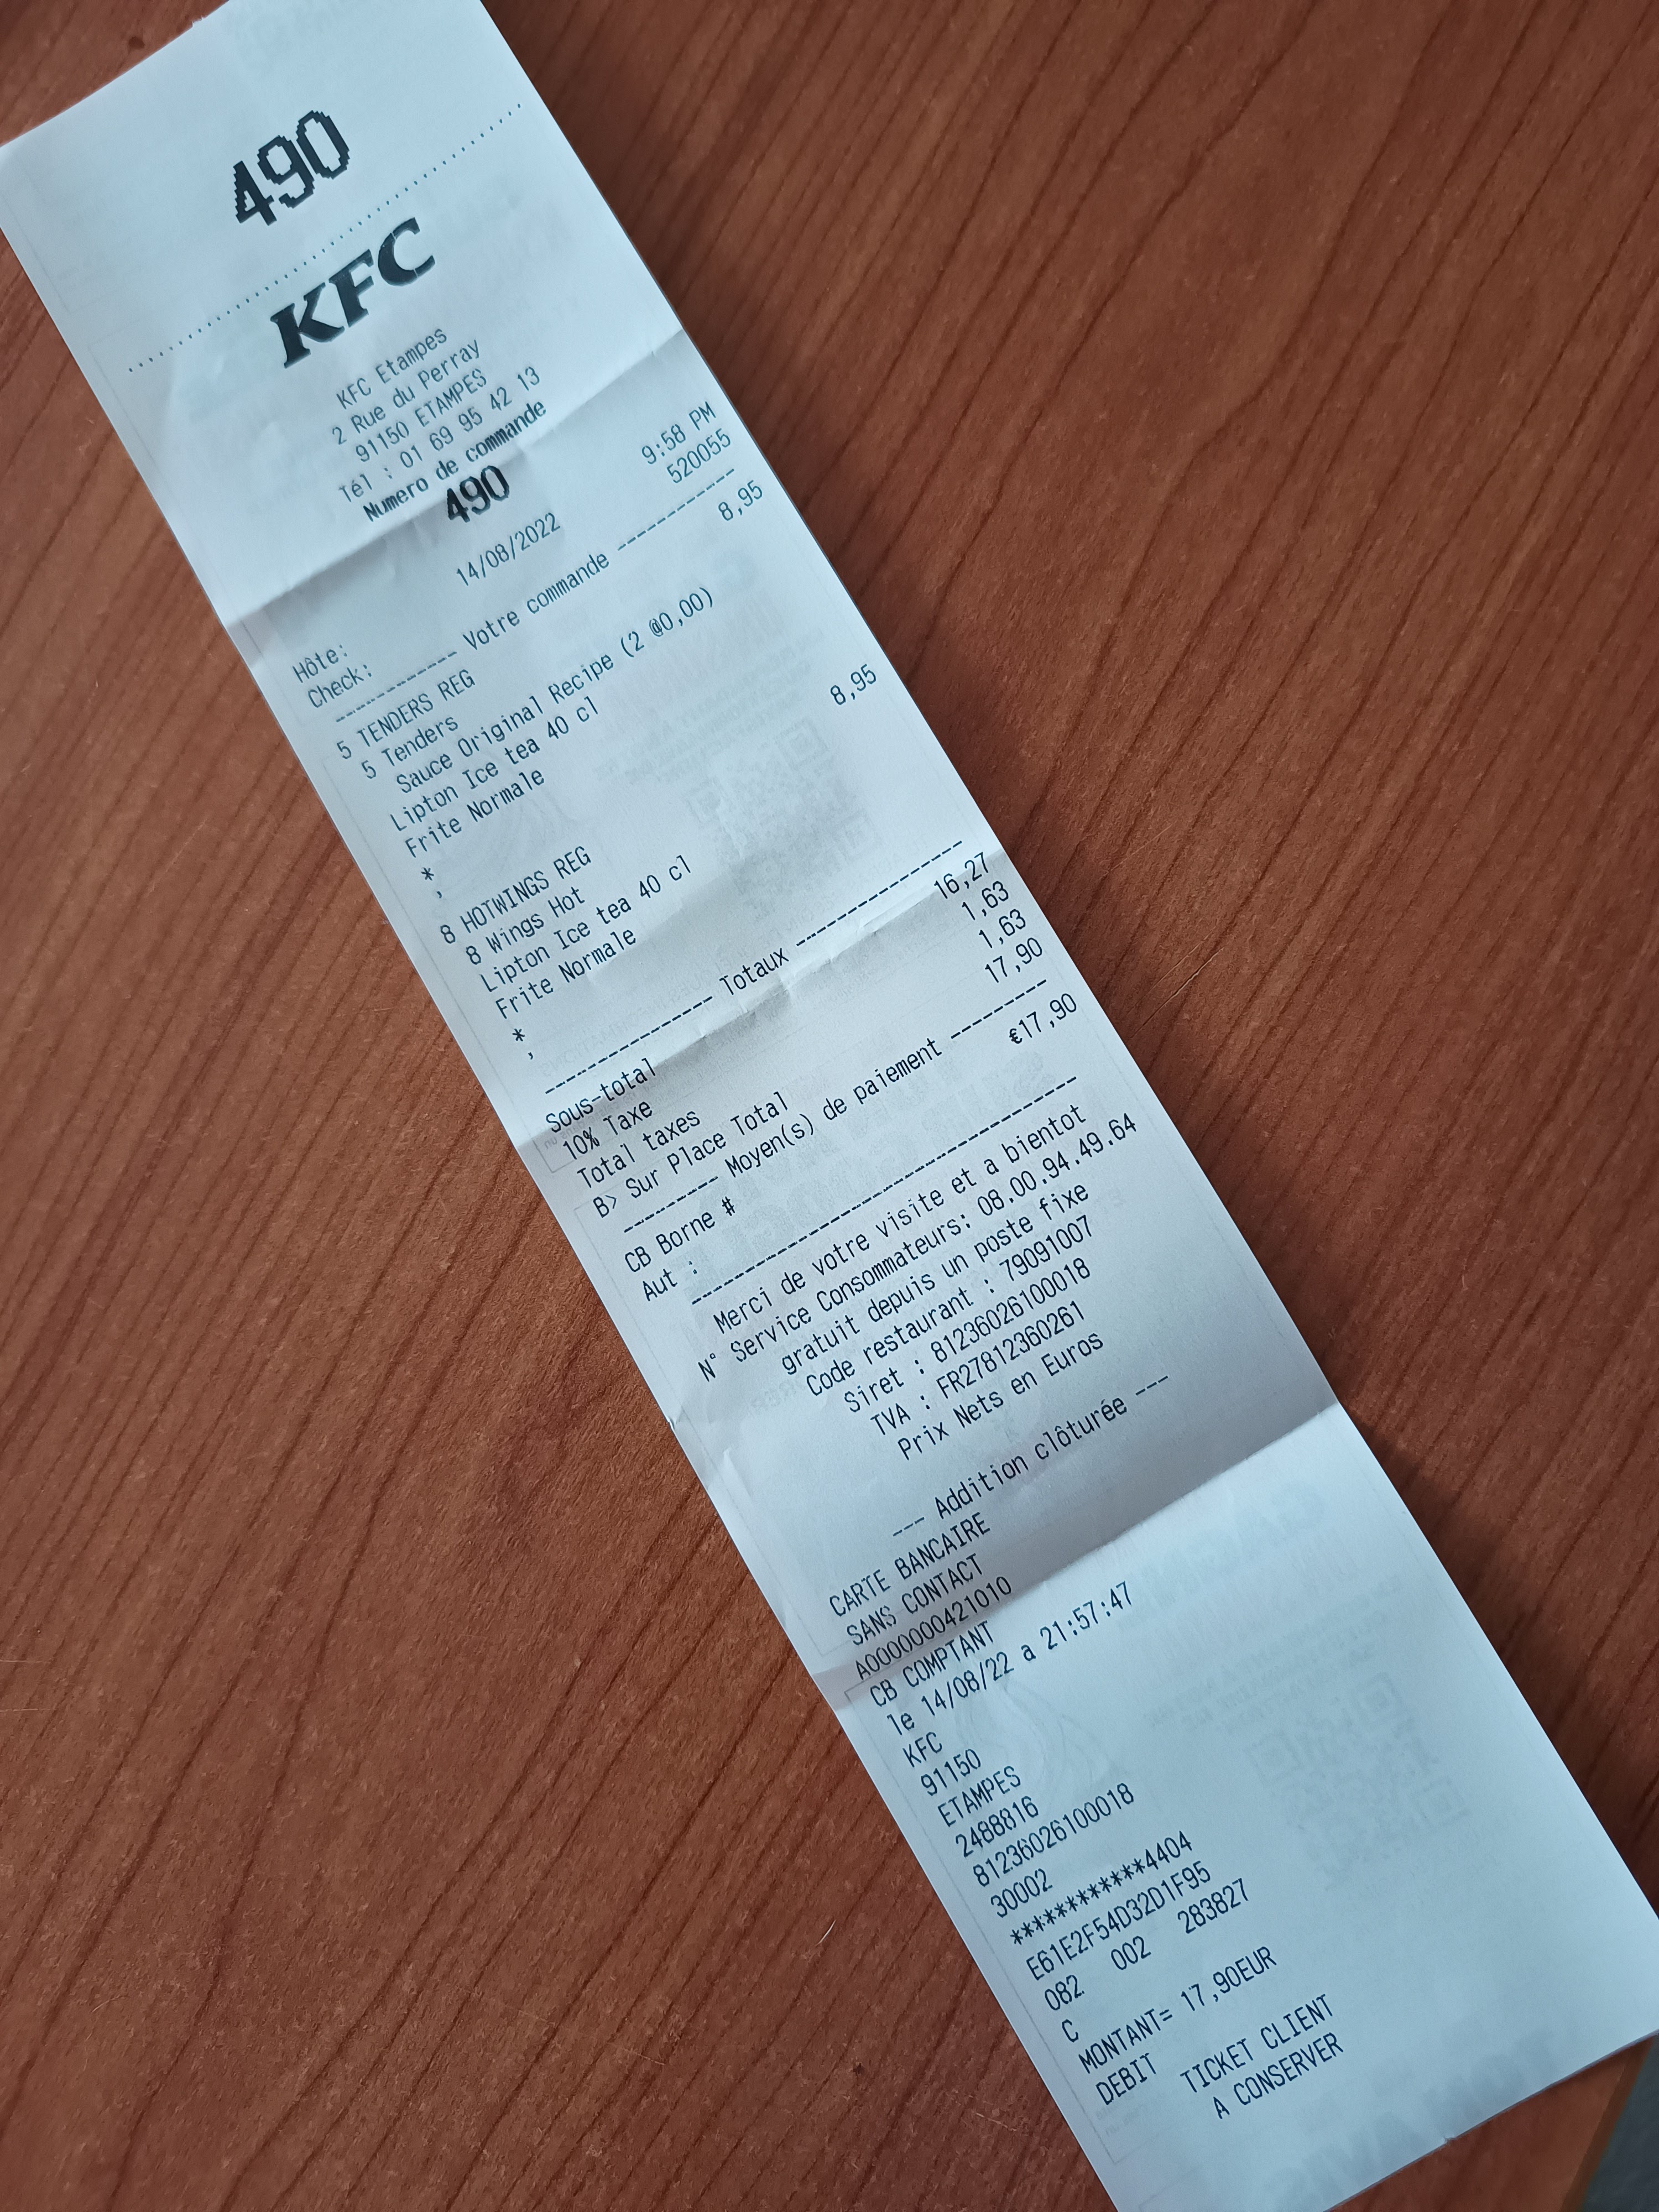 490
KFC
KFC Etampes
2 Rue du Perray
91150 ETAMPES
Tél : 01 69 95 42 13
Numero de commande
490
14/08/2022
Hôte: 9:58 PM
Check: 520055
---------- Votre commande ----------
5 TENDERS REG 8,95
5 Tenders
Sauce Original Recipe (2 @0,00)
Lipton Ice tea 40 cl
Frite Normale
*
,
8 HOTWINGS REG 8,95
8 Wings Hot
Lipton Ice tea 40 cl
Frite Normale
*
,
-------------- Totaux --------------
Sous-total 16,27
10% Taxe 1,63
Total taxes 1,63
B> Sur Place Total 17,90
-------- Moyen(s) de paiement --------
CB Borne # €17,90
Aut :
Merci de votre visite et a bientot
N° Service Consommateurs: 08.00.94.49.64
gratuit depuis un poste fixe
Code restaurant : 79091007
Siret : 81236026100018
TVA : FR27812360261
Prix Nets en Euros
--- Addition clôturée ---
CARTE BANCAIRE
SANS CONTACT
A0000000421010
CB COMPTANT
le 14/08/22 a 21:57:47
KFC
91150
ETAMPES
2488816
81236026100018
30002
************4404
E61E2F54D32D1F95
082 002 283827
C
MONTANT= 17,90EUR
DEBIT
TICKET CLIENT
A CONSERVER